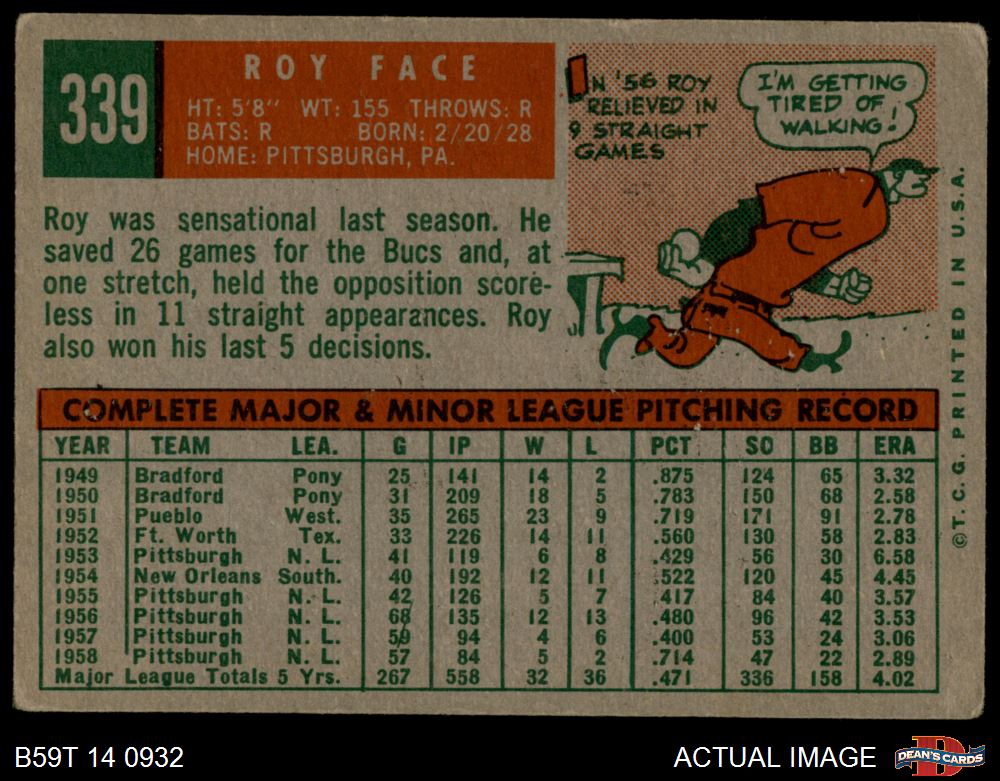 339
ROY FACE
HT: 5'8" WT: 155 THROWS: R
BATS: R BORN: 2/20/28
HOME: PITTSBURGH, PA.
IN '56 ROY
RELIEVED IN
9 STRAIGHT
GAMES
I'M GETTING
TIRED OF
WALKING!
Roy was sensational last season. He
saved 26 games for the Bucs and, at
one stretch, held the opposition score-
less in 11 straight appearances. Roy
also won his last 5 decisions.
COMPLETE MAJOR & MINOR LEAGUE PITCHING RECORD
YEAR TEAM LEA. G IP W L PCT SO BB ERA
1949 Bradford Pony 25 141 14 2 .875 124 65 3.32
1950 Bradford Pony 31 209 18 5 .783 150 68 2.58
1951 Pueblo West. 35 265 23 9 .719 171 91 2.78
1952 Ft. Worth Tex. 33 226 14 11 .560 130 58 2.83
1953 Pittsburgh N. L. 41 119 6 8 .429 56 30 6.58
1954 New Orleans South. 40 192 12 11 .522 120 45 4.45
1955 Pittsburgh N. L. 42 126 5 7 .417 84 40 3.57
1956 Pittsburgh N. L. 68 135 12 13 .480 96 42 3.53
1957 Pittsburgh N. L. 59 94 4 6 .400 53 24 3.06
1958 Pittsburgh N. L. 57 84 5 2 .714 47 22 2.89
Major League Totals 5 Yrs. 267 558 32 36 .471 336 158 4.02
©T. C. G. PRINTED IN U.S.A.
B59T 14 0932
ACTUAL IMAGE
D
DEAN'S CARDS